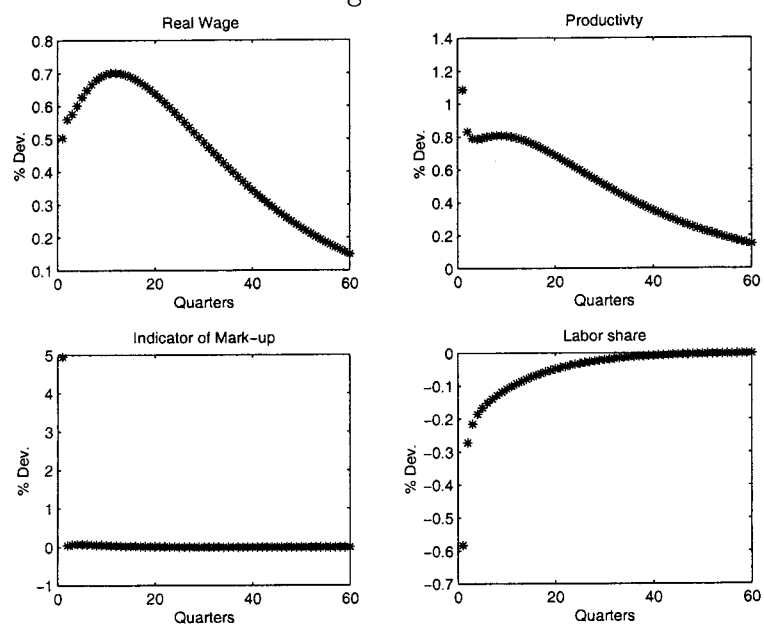 Real Wage
0.8
0.7
0.6
0.5
0.4
0.3
0.2
0.1
% Dev.
0 20 40 60
Quarters
Productivty
1.4
1.2
1
0.8
0.6
0.4
0.2
0
% Dev.
0 20 40 60
Quarters
Indicator of Mark-up
5
4
3
2
1
0
-1
% Dev.
0 20 40 60
Quarters
Labor share
0
-0.1
-0.2
-0.3
-0.4
-0.5
-0.6
-0.7
% Dev.
0 20 40 60
Quarters